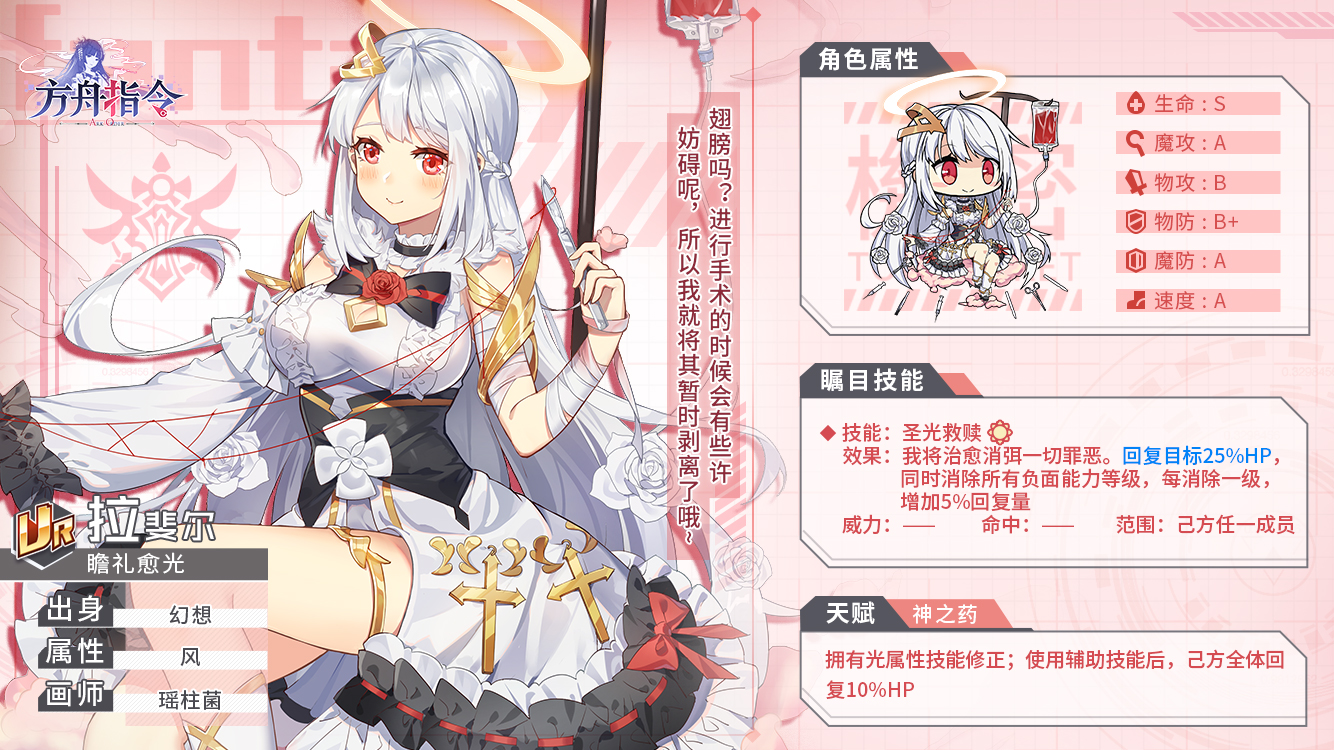 fantasy
方舟指令
Ark Order
翅膀吗？进行手术的时候会有些许
妨碍呢，所以我就将其暂时剥离了哦~
UR
拉斐尔
瞻礼愈光
出身 幻想
属性 风
画师 瑶柱菌
角色属性
生命：S
魔攻：A
物攻：B
物防：B+
魔防：A
速度：A
瞩目技能
技能：圣光救赎
效果：我将治愈消弭一切罪恶。回复目标25%HP，
同时消除所有负面能力等级，每消除一级，
增加5%回复量
威力：—— 命中：—— 范围：己方任一成员
天赋 神之药
拥有光属性技能修正；使用辅助技能后，己方全体回
复10%HP